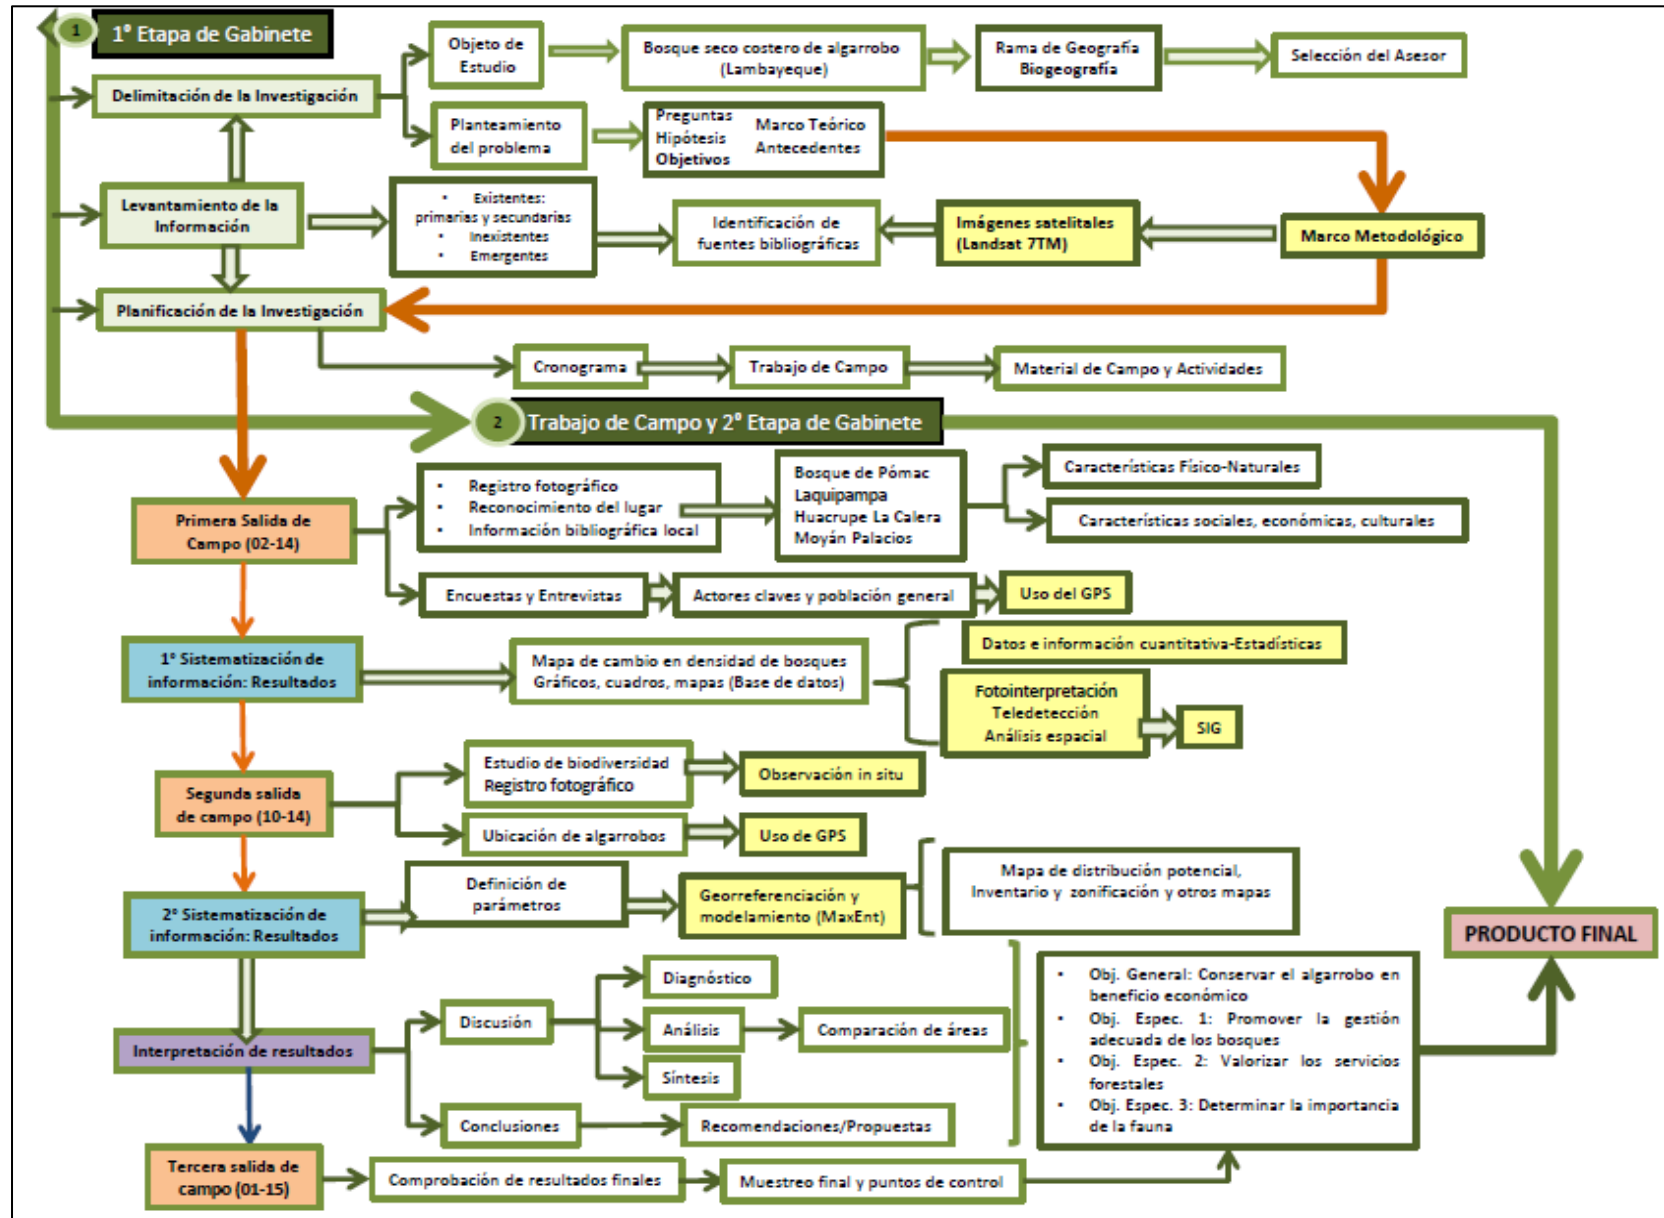 1
1° Etapa de Gabinete
Objeto de
Estudio
Bosque seco costero de algarrobo
(Lambayeque)
Rama de Geografía
Biogeografía
Selección del Asesor
Delimitación de la Investigación
Planteamiento
del problema
Preguntas
Hipótesis
Objetivos
Marco Teórico
Antecedentes
Levantamiento de la
Información
• Existentes:
primarias y secundarias
• Inexistentes
• Emergentes
Identificación de
fuentes bibliográficas
Imágenes satelitales
(Landsat 7TM)
Marco Metodológico
Planificación de la Investigación
Cronograma
Trabajo de Campo
Material de Campo y Actividades
2
Trabajo de Campo y 2° Etapa de Gabinete
Primera Salida de
Campo (02-14)
• Registro fotográfico
• Reconocimiento del lugar
• Información bibliográfica local
Bosque de Pómac
Laquipampa
Huacrupe La Calera
Moyán Palacios
Características Físico-Naturales
Características sociales, económicas, culturales
Encuestas y Entrevistas
Actores claves y población general
Uso del GPS
1° Sistematización de
información: Resultados
Mapa de cambio en densidad de bosques
Gráficos, cuadros, mapas (Base de datos)
Datos e información cuantitativa-Estadísticas
Fotointerpretación
Teledetección
Análisis espacial
SIG
Segunda salida
de campo (10-14)
Estudio de biodiversidad
Registro fotográfico
Observación in situ
Ubicación de algarrobos
Uso de GPS
2° Sistematización de
información: Resultados
Definición de
parámetros
Georreferenciación y
modelamiento (MaxEnt)
Mapa de distribución potencial,
Inventario y zonificación y otros mapas
PRODUCTO FINAL
Interpretación de resultados
Discusión
Diagnóstico
Análisis
Comparación de áreas
Síntesis
Conclusiones
Recomendaciones/Propuestas
• Obj. General: Conservar el algarrobo en
beneficio económico
• Obj. Espec. 1: Promover la gestión
adecuada de los bosques
• Obj. Espec. 2: Valorizar los servicios
forestales
• Obj. Espec. 3: Determinar la importancia
de la fauna
Tercera salida de
campo (01-15)
Comprobación de resultados finales
Muestreo final y puntos de control